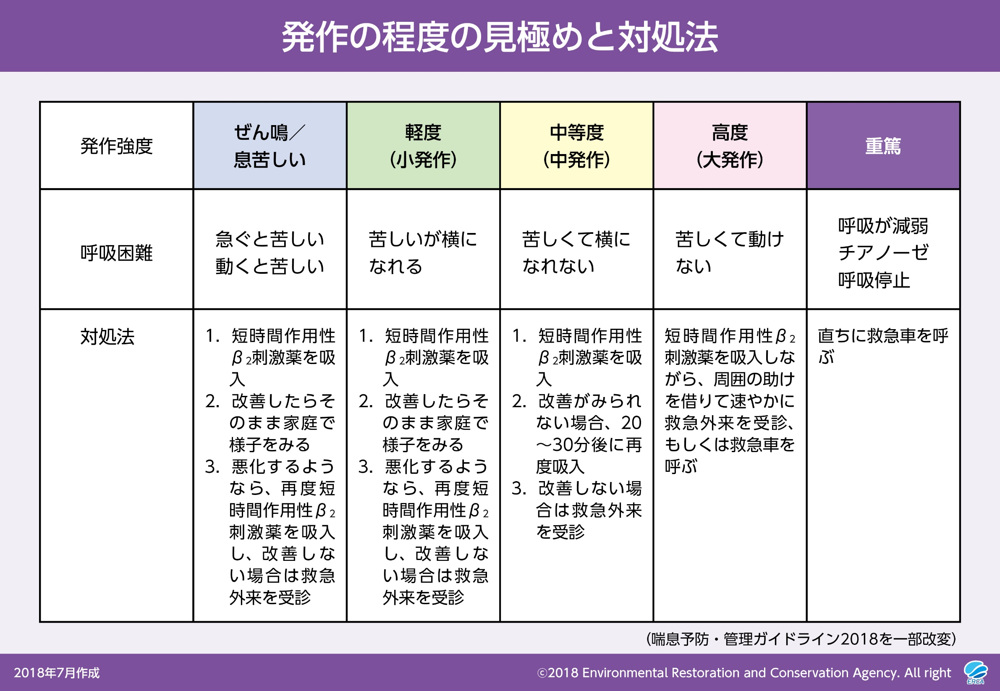 発作の程度の見極めと対処法
発作強度
ぜん鳴／
息苦しい
軽度
（小発作）
中等度
（中発作）
高度
（大発作）
重篤
呼吸困難
急ぐと苦しい
動くと苦しい
苦しいが横に
なれる
苦しくて横に
なれない
苦しくて動け
ない
呼吸が減弱
チアノーゼ
呼吸停止
対処法
1. 短時間作用性
β₂刺激薬を吸
入
2. 改善したらそ
のまま家庭で
様子をみる
3. 悪化するよう
なら、再度短
時間作用性β₂
刺激薬を吸入
し、改善しな
い場合は救急
外来を受診
1. 短時間作用性
β₂刺激薬を吸
入
2. 改善したらそ
のまま家庭で
様子をみる
3. 悪化するよう
なら、再度短
時間作用性β₂
刺激薬を吸入
し、改善しな
い場合は救急
外来を受診
1. 短時間作用性
β₂刺激薬を吸
入
2. 改善がみられ
ない場合、20
～30分後に再
度吸入
3. 改善しない場
合は救急外来
を受診
短時間作用性β₂
刺激薬を吸入しな
がら、周囲の助け
を借りて速やかに
救急外来を受診、
もしくは救急車を
呼ぶ
直ちに救急車を呼
ぶ
（喘息予防・管理ガイドライン2018を一部改変）
2018年7月作成
©2018 Environmental Restoration and Conservation Agency. All right
ERCA